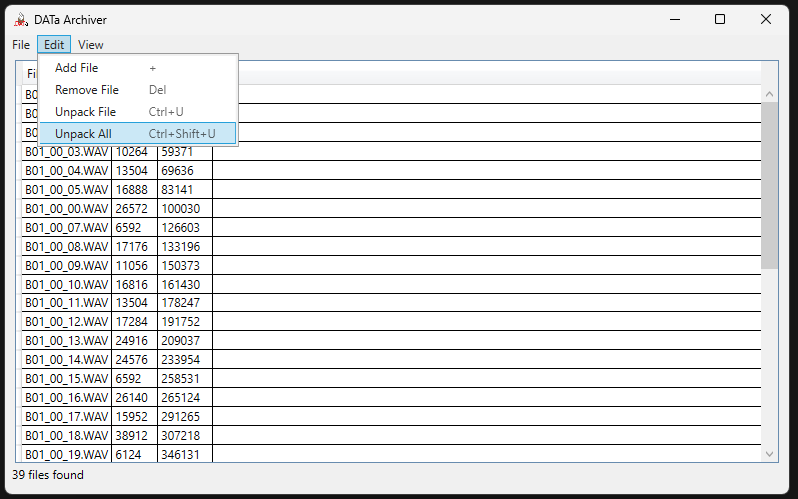 DATa Archiver
File Edit View
Add File +
Remove File Del
Unpack File Ctrl+U
Unpack All Ctrl+Shift+U
B01_00_03.WAV 10264 59371
B01_00_04.WAV 13504 69636
B01_00_05.WAV 16888 83141
B01_00_00.WAV 26572 100030
B01_00_07.WAV 6592 126603
B01_00_08.WAV 17176 133196
B01_00_09.WAV 11056 150373
B01_00_10.WAV 16816 161430
B01_00_11.WAV 13504 178247
B01_00_12.WAV 17284 191752
B01_00_13.WAV 24916 209037
B01_00_14.WAV 24576 233954
B01_00_15.WAV 6592 258531
B01_00_16.WAV 26140 265124
B01_00_17.WAV 15952 291265
B01_00_18.WAV 38912 307218
B01_00_19.WAV 6124 346131
39 files found